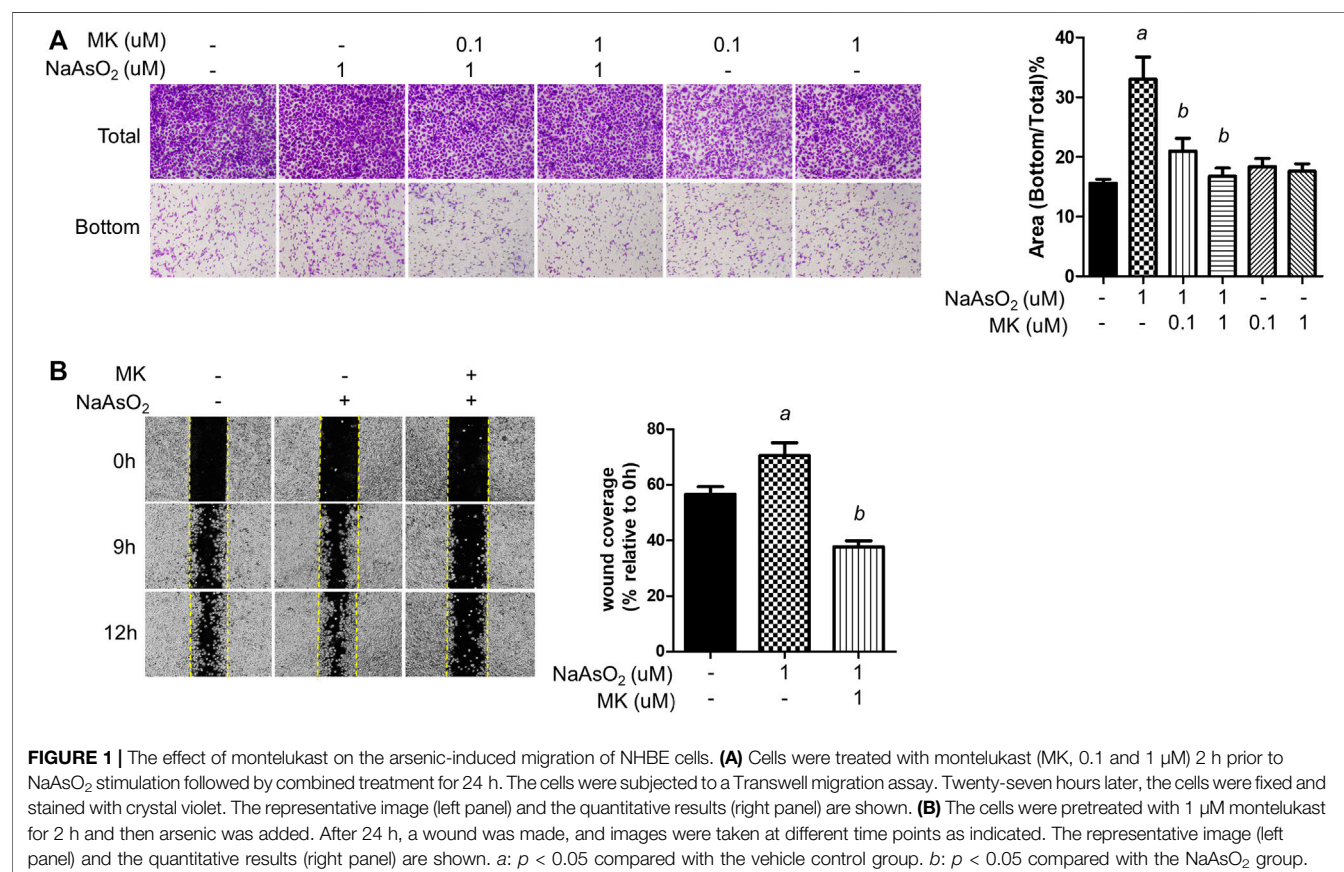 A
MK (uM) - - 0.1 1 0.1 1
NaAsO₂ (uM) - 1 1 1 - -
Total
Bottom
Area (Bottom/Total)%
40
30
20
10
0
a
b
b
NaAsO₂ (uM) - 1 1 1 - -
MK (uM) - - 0.1 1 0.1 1
B
MK - - +
NaAsO₂ - + +
0h
9h
12h
wound coverage
(% relative to 0h)
80
60
40
20
0
a
b
NaAsO₂ (uM) - 1 1
MK (uM) - - 1
FIGURE 1 | The effect of montelukast on the arsenic-induced migration of NHBE cells. (A) Cells were treated with montelukast (MK, 0.1 and 1 µM) 2 h prior to
NaAsO₂ stimulation followed by combined treatment for 24 h. The cells were subjected to a Transwell migration assay. Twenty-seven hours later, the cells were fixed and
stained with crystal violet. The representative image (left panel) and the quantitative results (right panel) are shown. (B) The cells were pretreated with 1 µM montelukast
for 2 h and then arsenic was added. After 24 h, a wound was made, and images were taken at different time points as indicated. The representative image (left
panel) and the quantitative results (right panel) are shown. a: p < 0.05 compared with the vehicle control group. b: p < 0.05 compared with the NaAsO₂ group.